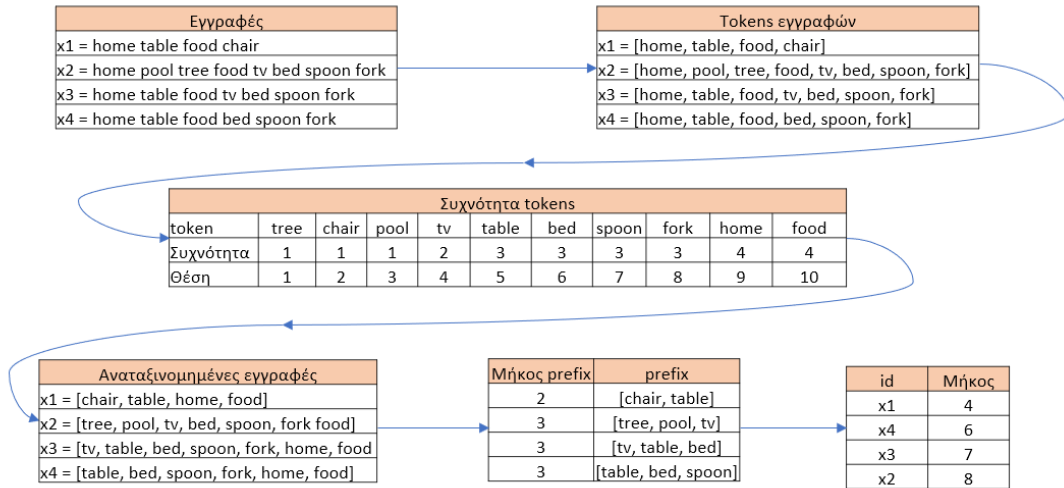 Εγγραφές
x1 = home table food chair
x2 = home pool tree food tv bed spoon fork
x3 = home table food tv bed spoon fork
x4 = home table food bed spoon fork
Tokens εγγραφών
x1 = [home, table, food, chair]
x2 = [home, pool, tree, food, tv, bed, spoon, fork]
x3 = [home, table, food, tv, bed, spoon, fork]
x4 = [home, table, food, bed, spoon, fork]
Συχνότητα tokens
token tree chair pool tv table bed spoon fork home food
Συχνότητα 1 1 1 2 3 3 3 3 4 4
Θέση 1 2 3 4 5 6 7 8 9 10
Αναταξινομημένες εγγραφές
x1 = [chair, table, home, food]
x2 = [tree, pool, tv, bed, spoon, fork food]
x3 = [tv, table, bed, spoon, fork, home, food
x4 = [table, bed, spoon, fork, home, food]
Μήκος prefix prefix
2 [chair, table]
3 [tree, pool, tv]
3 [tv, table, bed]
3 [table, bed, spoon]
id Μήκος
x1 4
x4 6
x3 7
x2 8